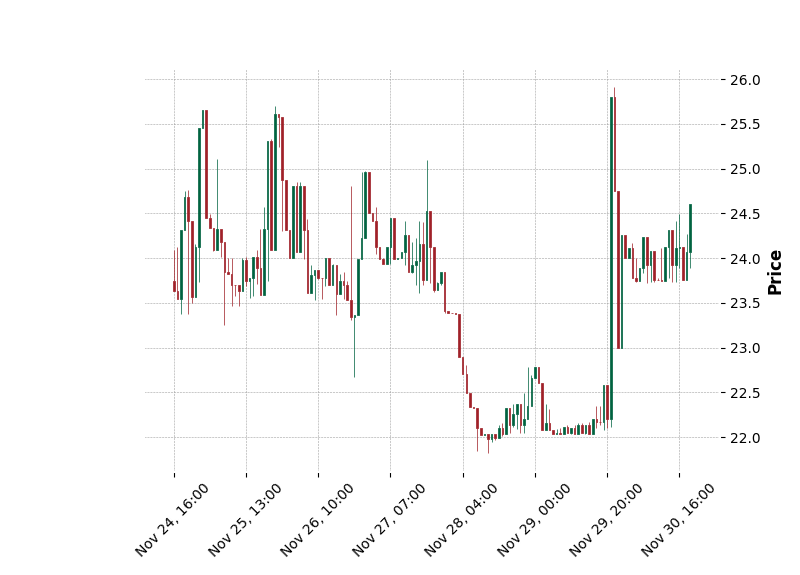 26.0
25.5
25.0
24.5
24.0
23.5
23.0
22.5
22.0
Price
Nov 24, 16:00
Nov 25, 13:00
Nov 26, 10:00
Nov 27, 07:00
Nov 28, 04:00
Nov 29, 00:00
Nov 29, 20:00
Nov 30, 16:00